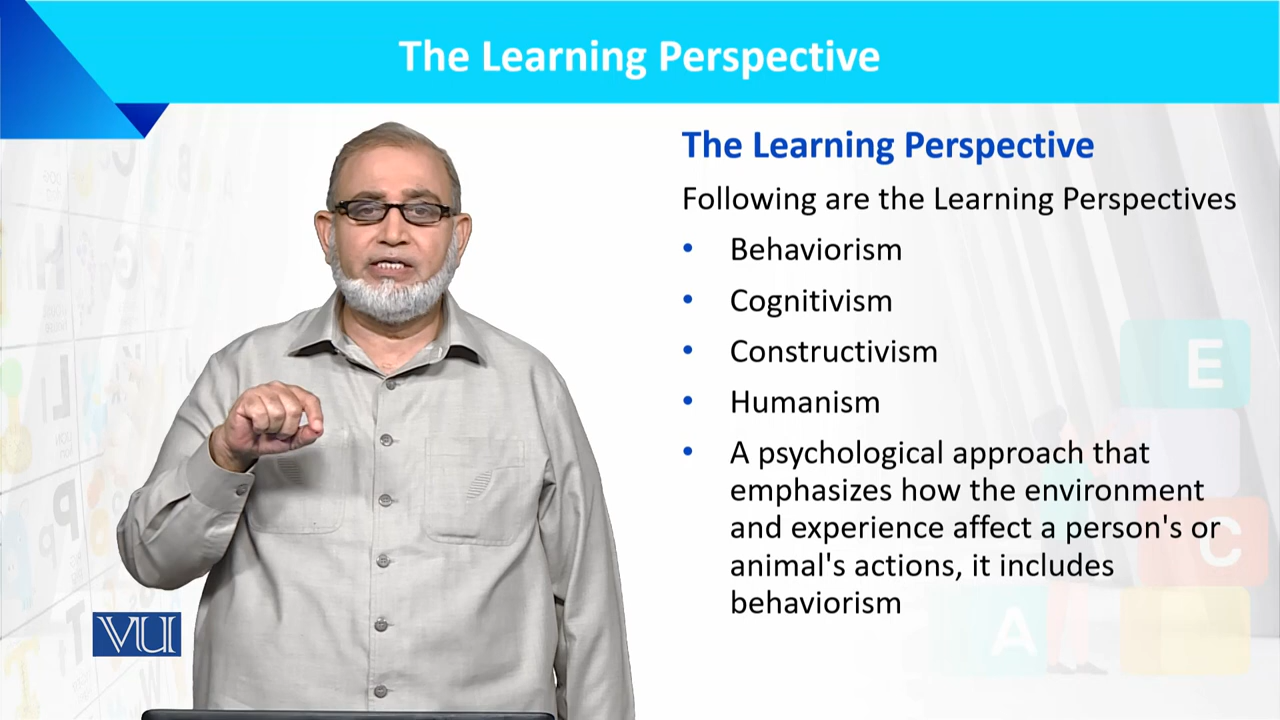 The Learning Perspective
The Learning Perspective
Following are the Learning Perspectives
• Behaviorism
• Cognitivism
• Constructivism
• Humanism
• A psychological approach that
emphasizes how the environment
and experience affect a person's or
animal's actions, it includes
behaviorism
E
C
A
VU